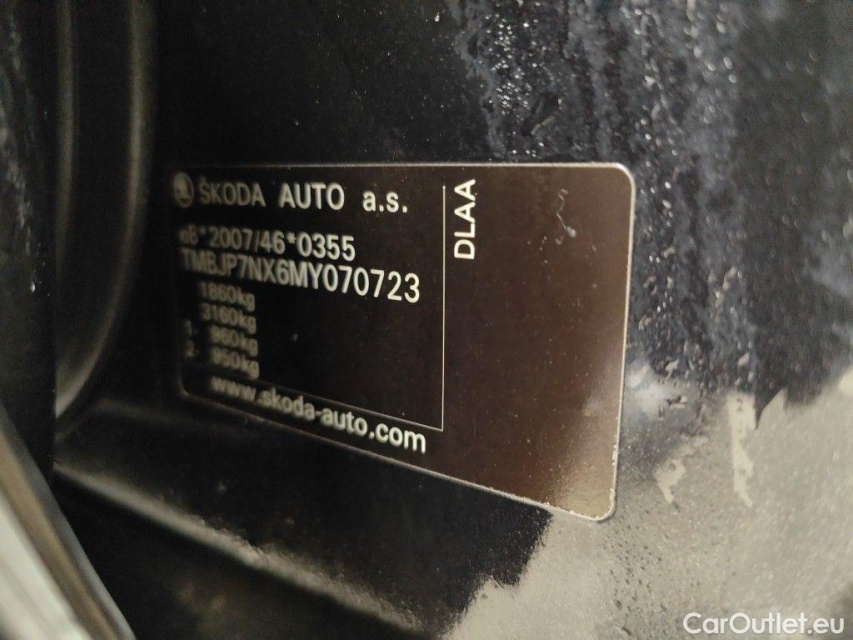 ŠKODA AUTO a.s.
e8*2007/46*0355
TMBJP7NX6MY070723
1860kg
3160kg
1- 960kg
2- 950kg
www.skoda-auto.com
DLAA
CarOutlet.eu